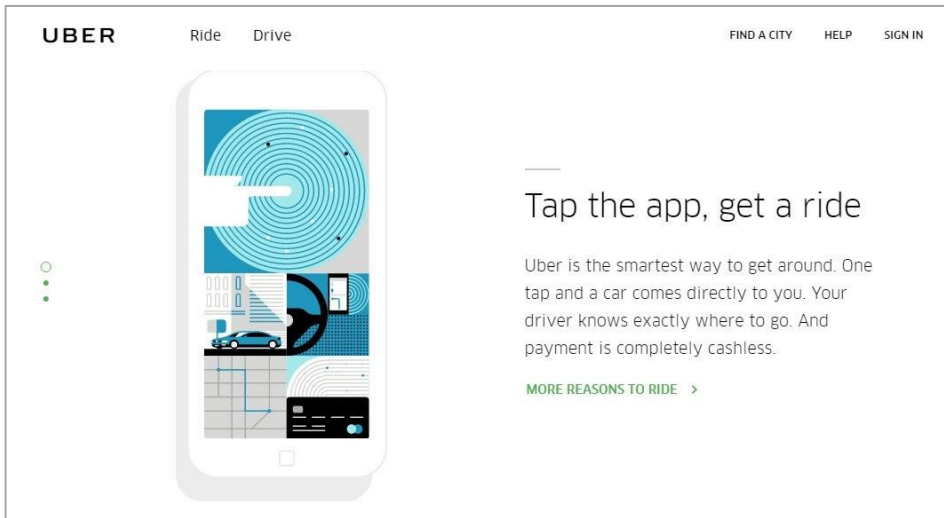 UBER
Ride Drive
FIND A CITY HELP SIGN IN
Tap the app, get a ride
Uber is the smartest way to get around. One
tap and a car comes directly to you. Your
driver knows exactly where to go. And
payment is completely cashless.
MORE REASONS TO RIDE >